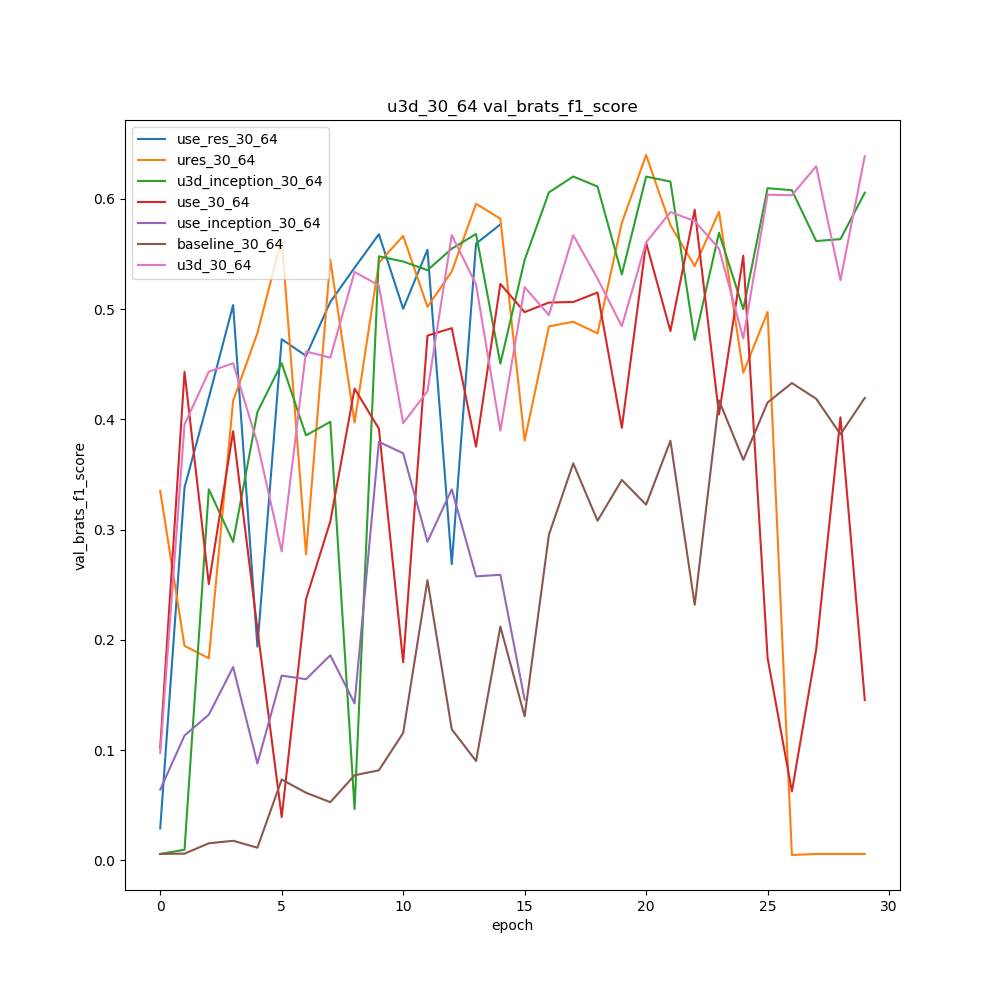 u3d_30_64 val_brats_f1_score
use_res_30_64
ures_30_64
u3d_inception_30_64
use_30_64
use_inception_30_64
baseline_30_64
u3d_30_64
0.6
0.5
0.4
0.3
0.2
0.1
0.0
val_brats_f1_score
0 5 10 15 20 25 30
epoch